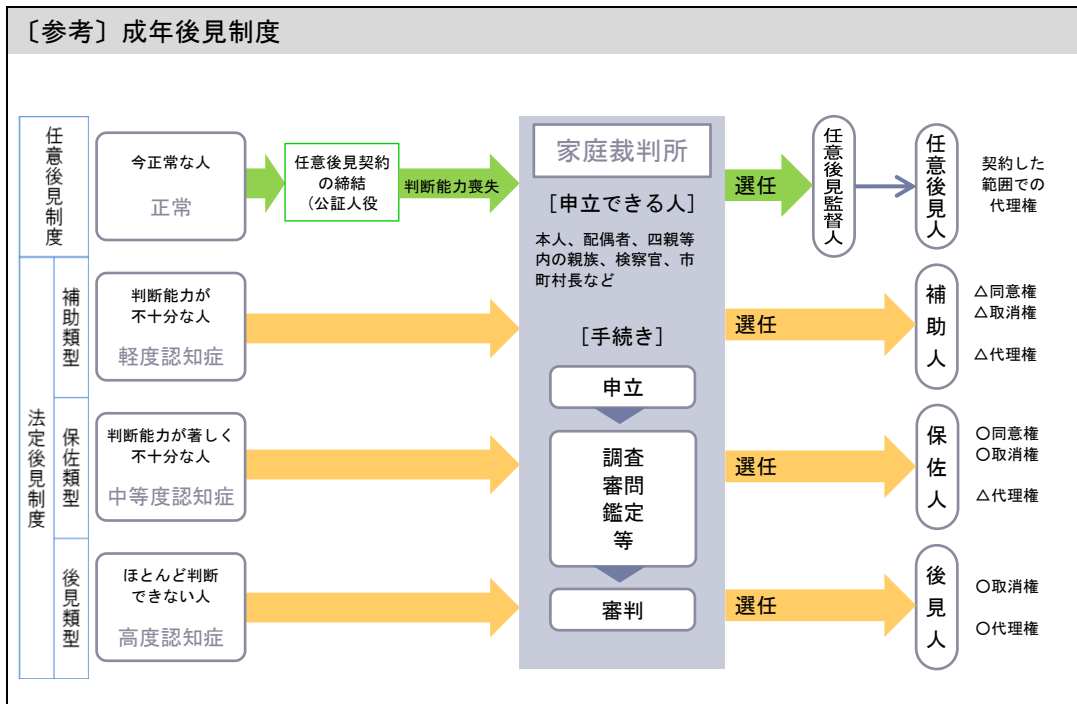 〔参考〕成年後見制度
任意後見制度
今正常な人
正常
任意後見契約
の締結
（公証人役
判断能力喪失
家庭裁判所
［申立できる人］
本人、配偶者、四親等
内の親族、検察官、市
町村長など
［手続き］
申立
調査
審問
鑑定
等
審判
選任
任意後見監督人
任意後見人
契約した
範囲での
代理権
法定後見制度
補助類型
判断能力が
不十分な人
軽度認知症
選任
補助人
△同意権
△取消権
△代理権
保佐類型
判断能力が著しく
不十分な人
中等度認知症
選任
保佐人
〇同意権
〇取消権
△代理権
後見類型
ほとんど判断
できない人
高度認知症
選任
後見人
〇取消権
〇代理権